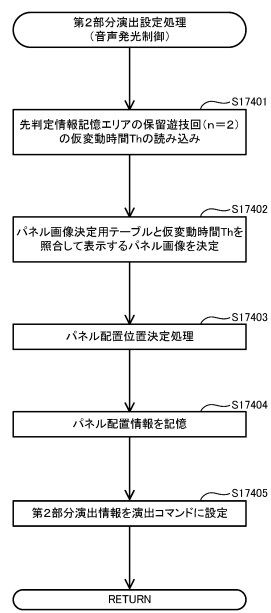 第2部分演出設定処理
(音声発光制御)
S17401
先判定情報記憶エリアの保留遊技回(n=2)
の仮変動時間Thの読み込み
S17402
パネル画像決定用テーブルと仮変動時間Thを
照合して表示するパネル画像を決定
S17403
パネル配置位置決定処理
S17404
パネル配置情報を記憶
S17405
第2部分演出情報を演出コマンドに設定
RETURN